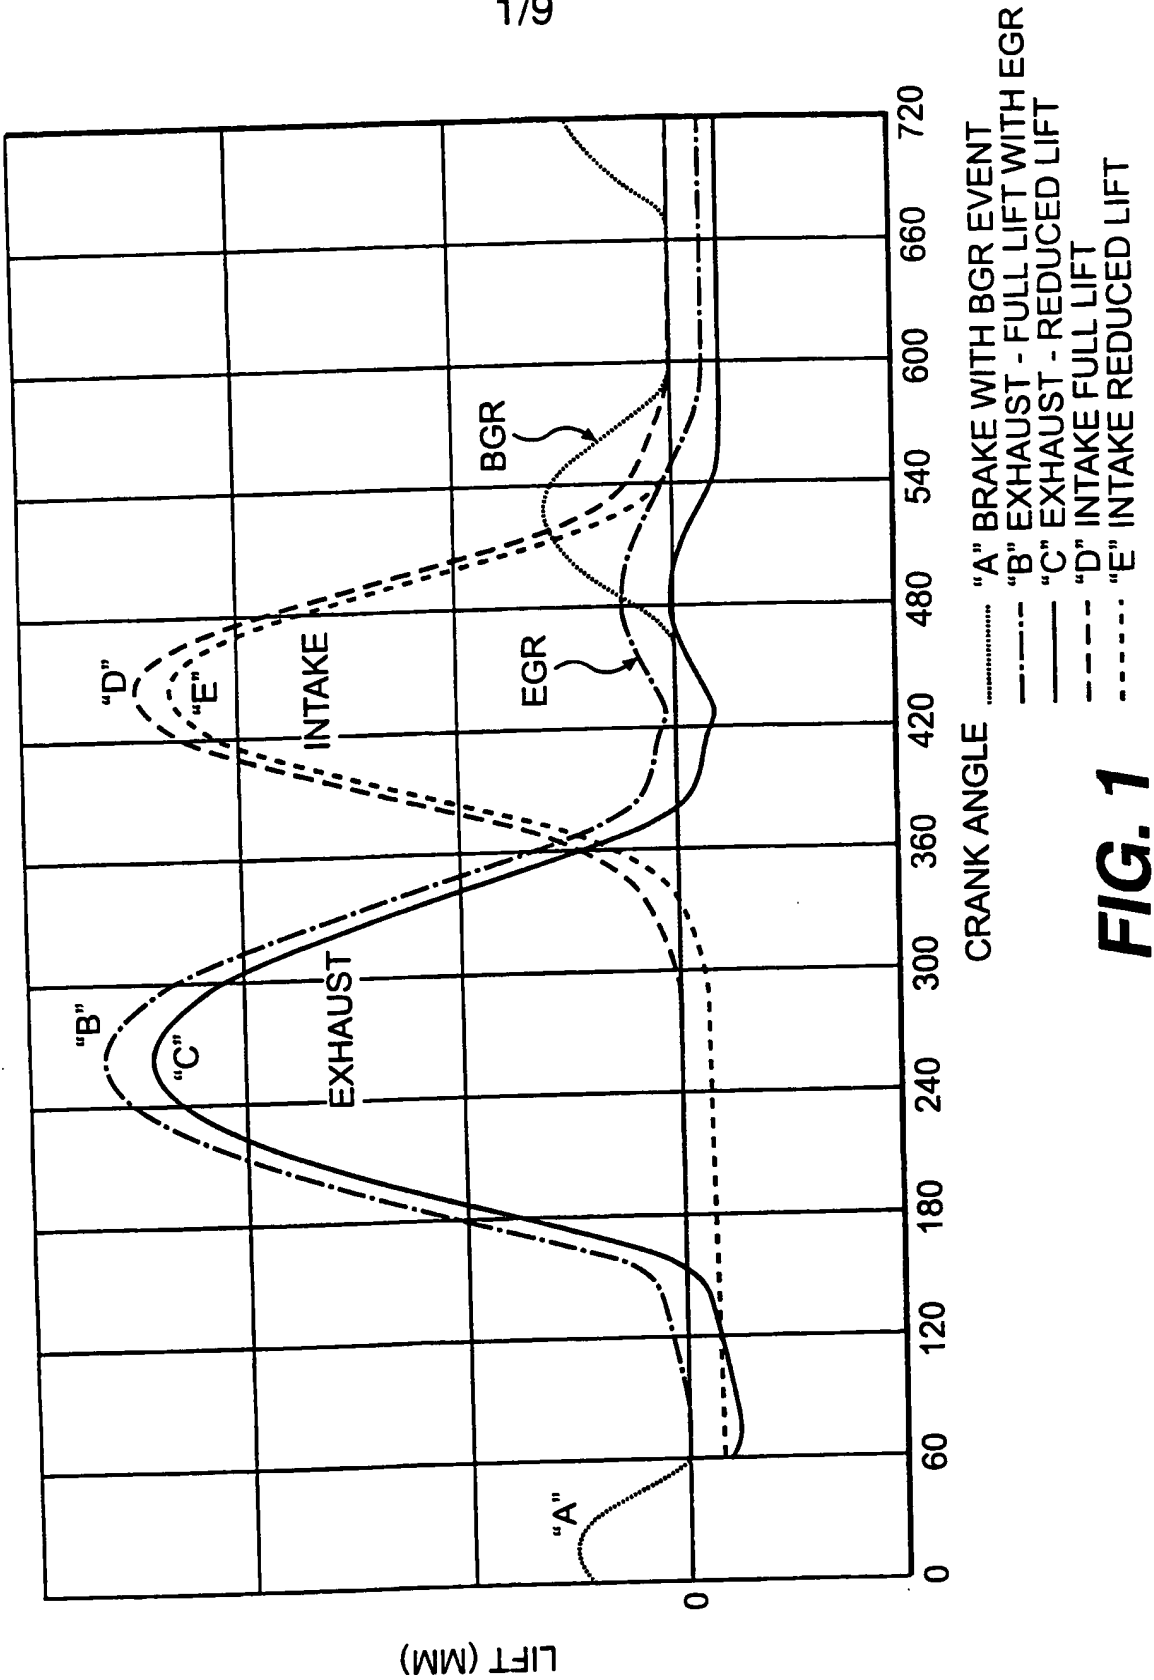 1/9
LIFT (MM)
0
"A"
"B"
"C"
EXHAUST
"D"
"E"
INTAKE
EGR
BGR
0
60
120
180
240
300
360
420
480
540
600
660
720
CRANK ANGLE
"A" BRAKE WITH BGR EVENT
"B" EXHAUST - FULL LIFT WITH EGR
"C" EXHAUST - REDUCED LIFT
"D" INTAKE FULL LIFT
"E" INTAKE REDUCED LIFT
FIG. 1